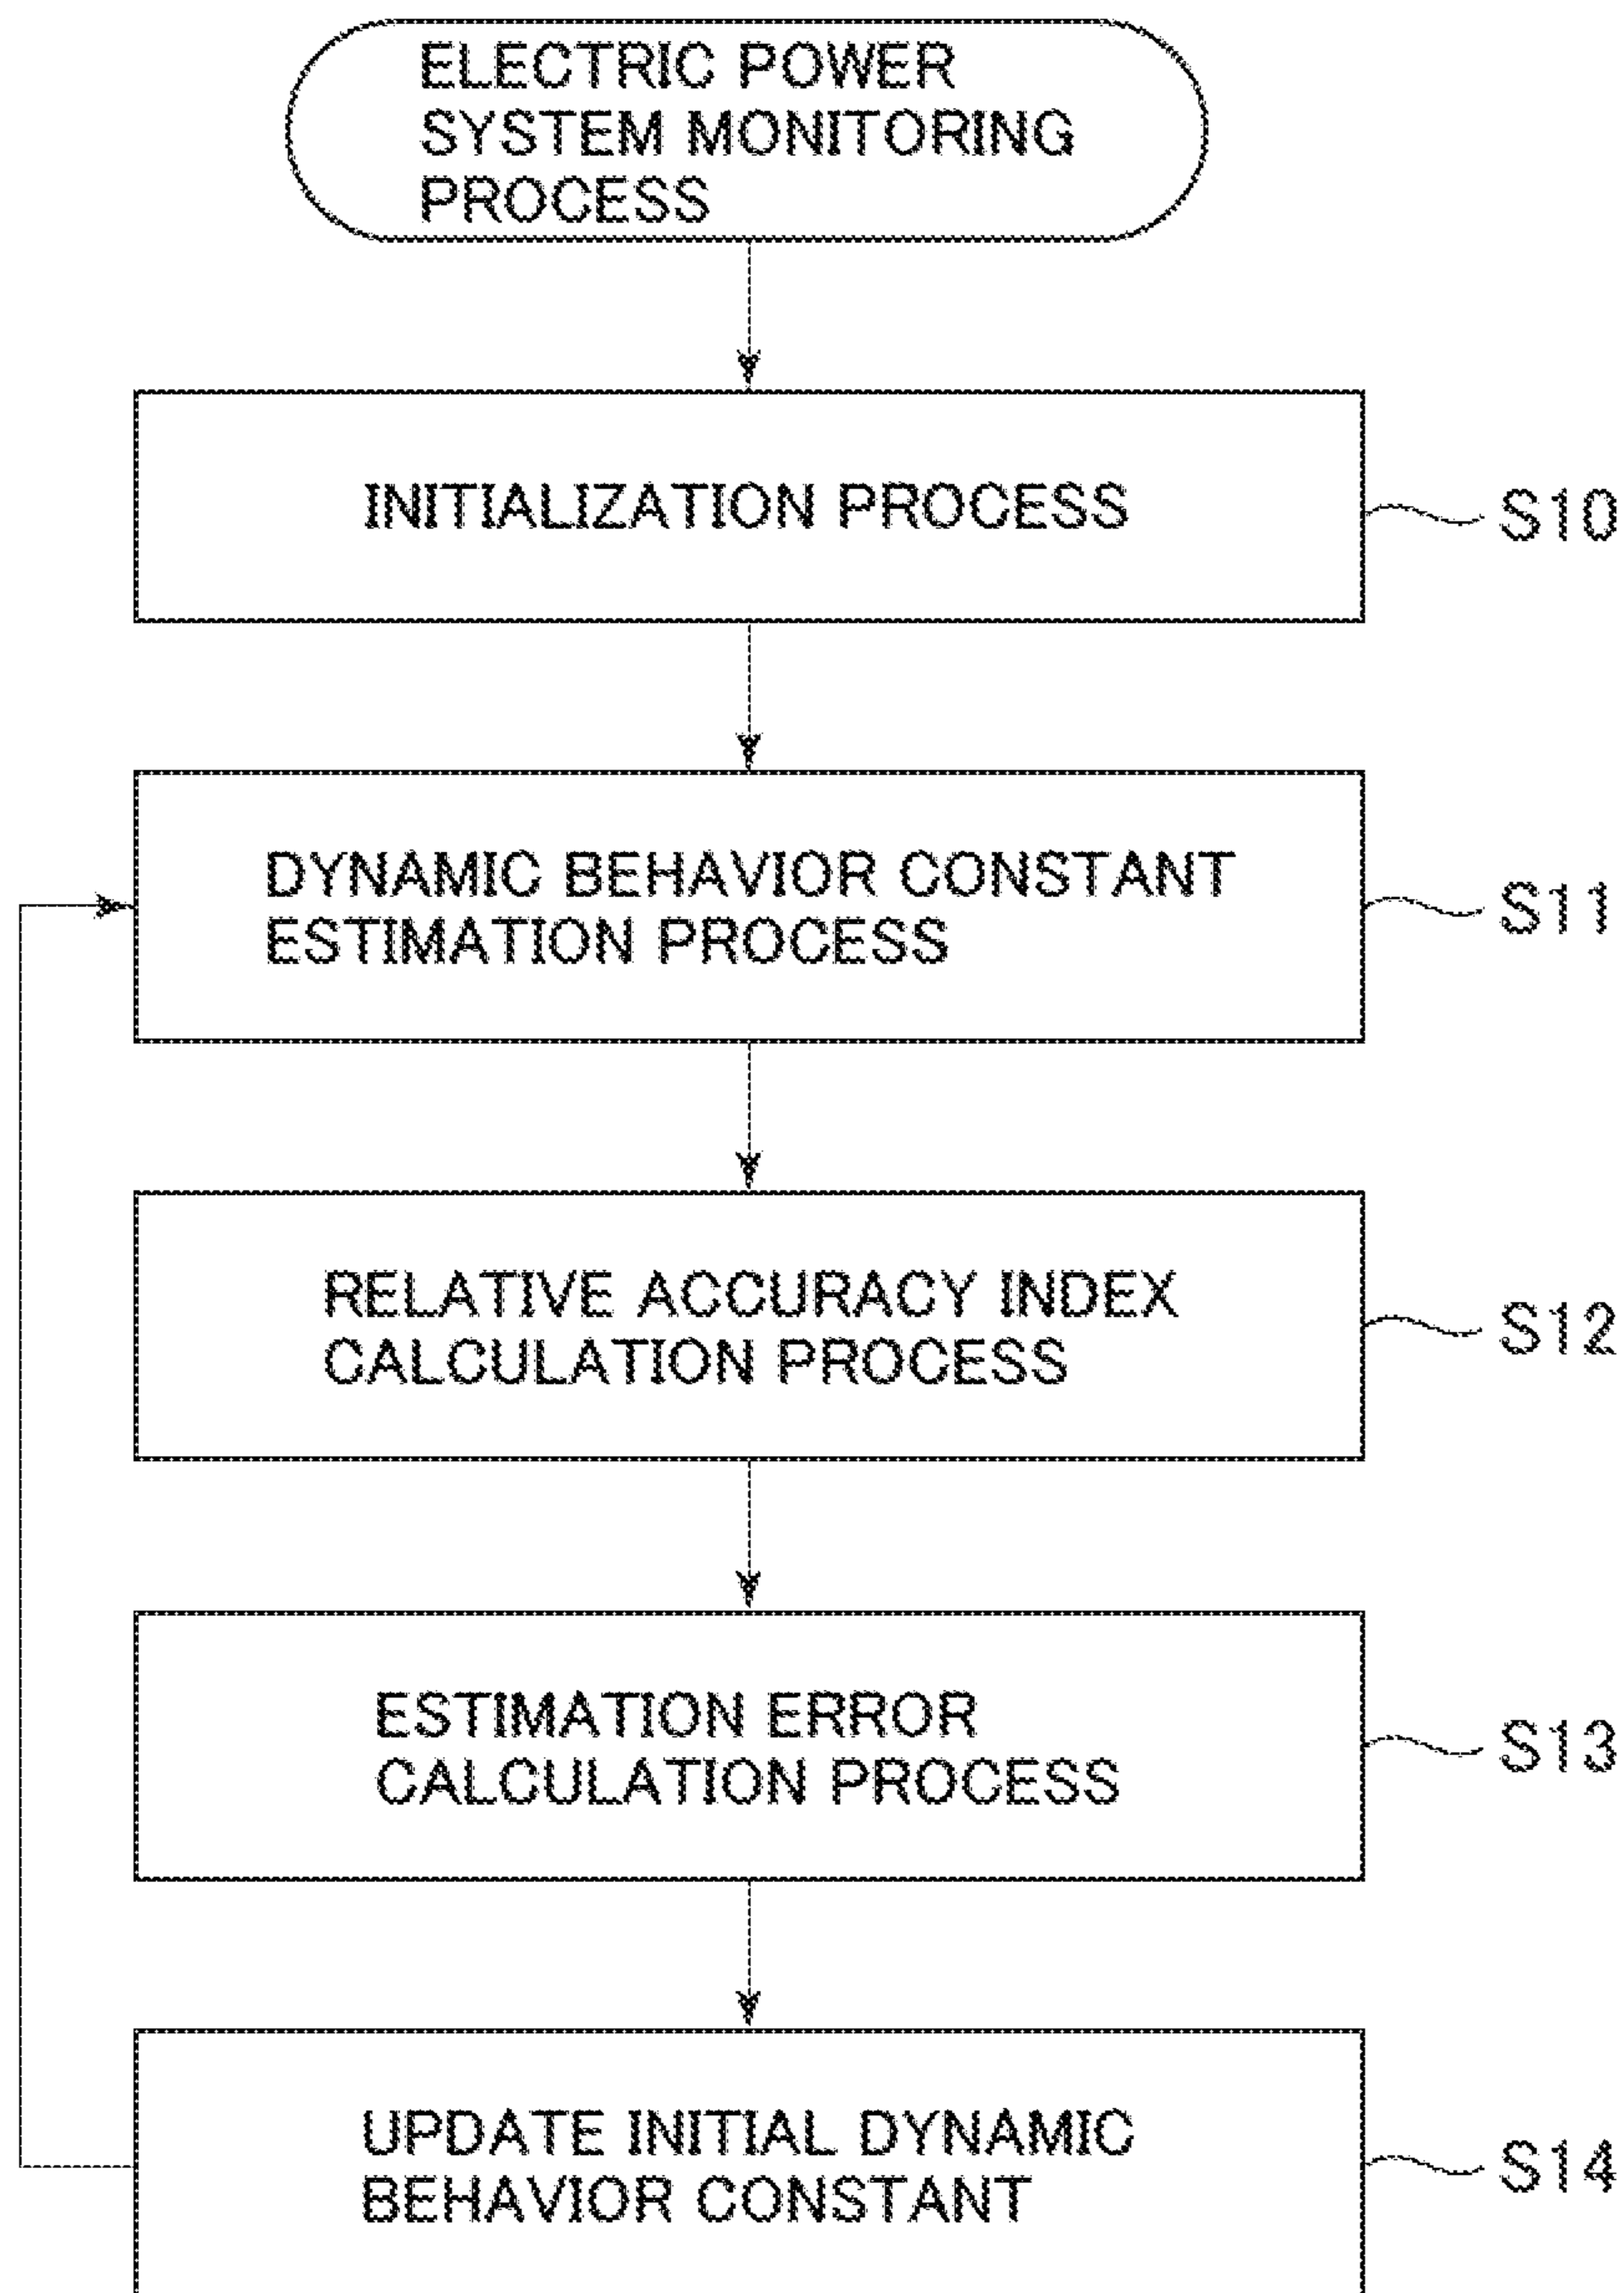 ELECTRIC POWER
SYSTEM MONITORING
PROCESS
INITIALIZATION PROCESS
S10
DYNAMIC BEHAVIOR CONSTANT
ESTIMATION PROCESS
S11
RELATIVE ACCURACY INDEX
CALCULATION PROCESS
S12
ESTIMATION ERROR
CALCULATION PROCESS
S13
UPDATE INITIAL DYNAMIC
BEHAVIOR CONSTANT
S14